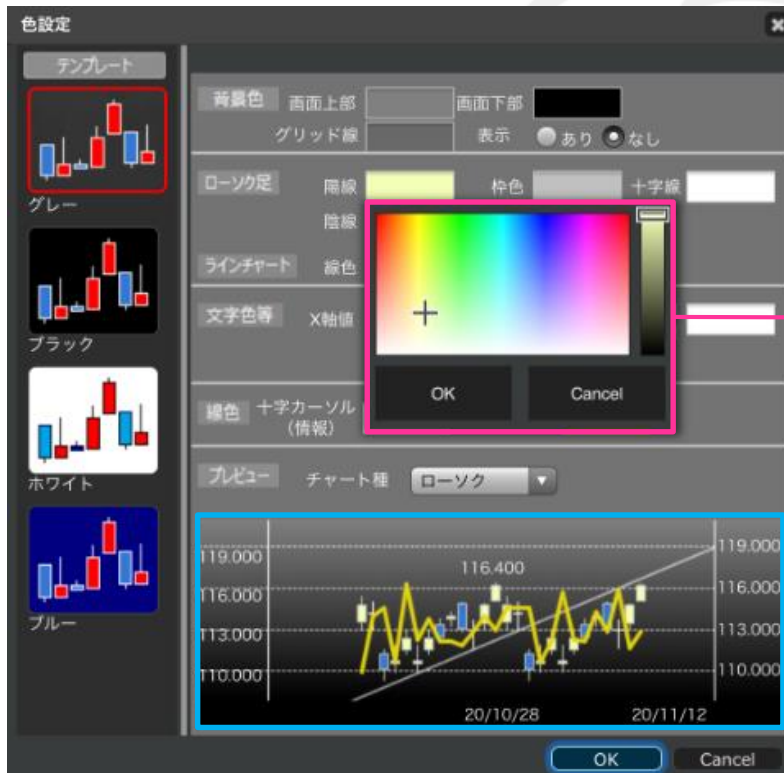 色設定
テンプレート
グレー
ブラック
ホワイト
ブルー
背景色 画面上部 画面下部
グリッド線 表示 あり なし
ローソク足 陽線 枠色 十字線
陰線
ラインチャート 線色
文字色等 X軸値
OK Cancel
線色 十字カーソル
(情報)
プレビュー チャート種 ローソク
119.000 119.000
116.400
116.000 116.000
113.000 113.000
110.000 110.000
20/10/28 20/11/12
OK Cancel